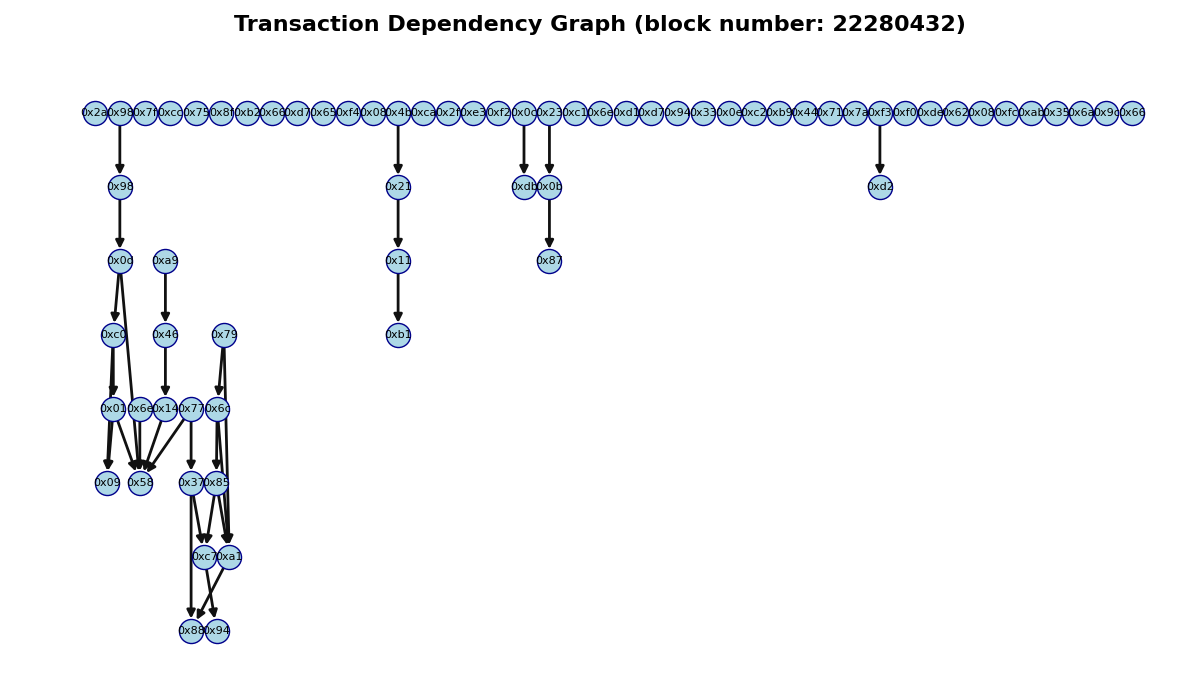 Transaction Dependency Graph (block number: 22280432)
0x2a 0x98 0x7f 0xcc 0x75 0x8f 0xb2 0x66 0xd7 0x65 0xf4 0x08 0x4b 0xca 0x2f 0xe3 0xf2 0x0c 0x23 0xc1 0x6e 0xd1 0xd7 0x94 0x33 0x0e 0xc2 0xb9 0x44 0x71 0x7a 0xf3 0xf0 0xde 0x62 0x08 0xfc 0xab 0x35 0x6a 0x9c 0x66
0x98 0x21 0xdb 0x0b 0xd2
0x0d 0xa9 0x11 0x87
0xc0 0x46 0x79 0xb1
0x01 0x6e 0x14 0x77 0x6c
0x09 0x58 0x37 0x85
0xc7 0xa1
0x88 0x94